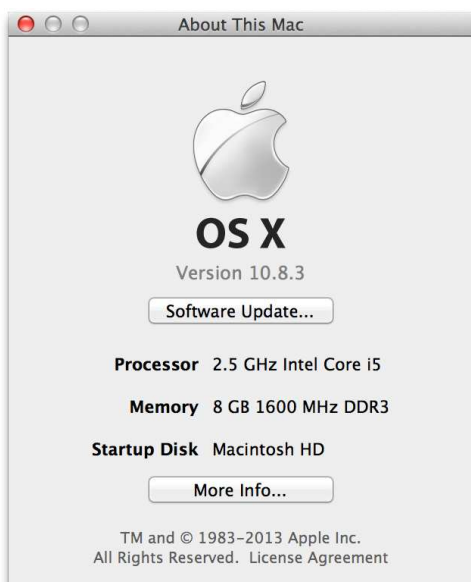 About This Mac
OS X
Version 10.8.3
Software Update...
Processor 2.5 GHz Intel Core i5
Memory 8 GB 1600 MHz DDR3
Startup Disk Macintosh HD
More Info...
TM and © 1983–2013 Apple Inc.
All Rights Reserved. License Agreement